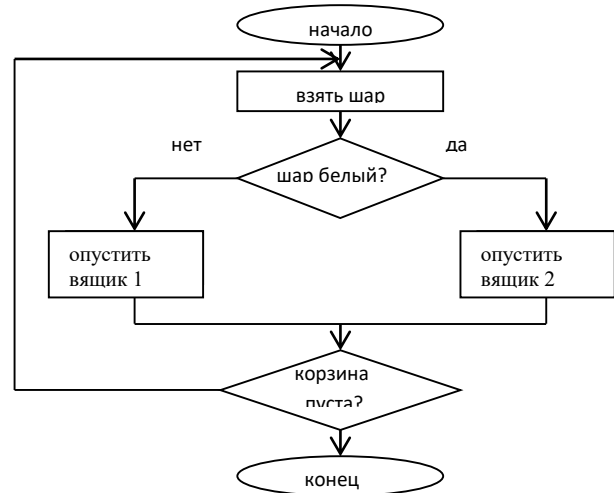 начало
взять шар
нет
да
шар белый?
опустить
вящик 1
опустить
вящик 2
корзина
пуста?
конец